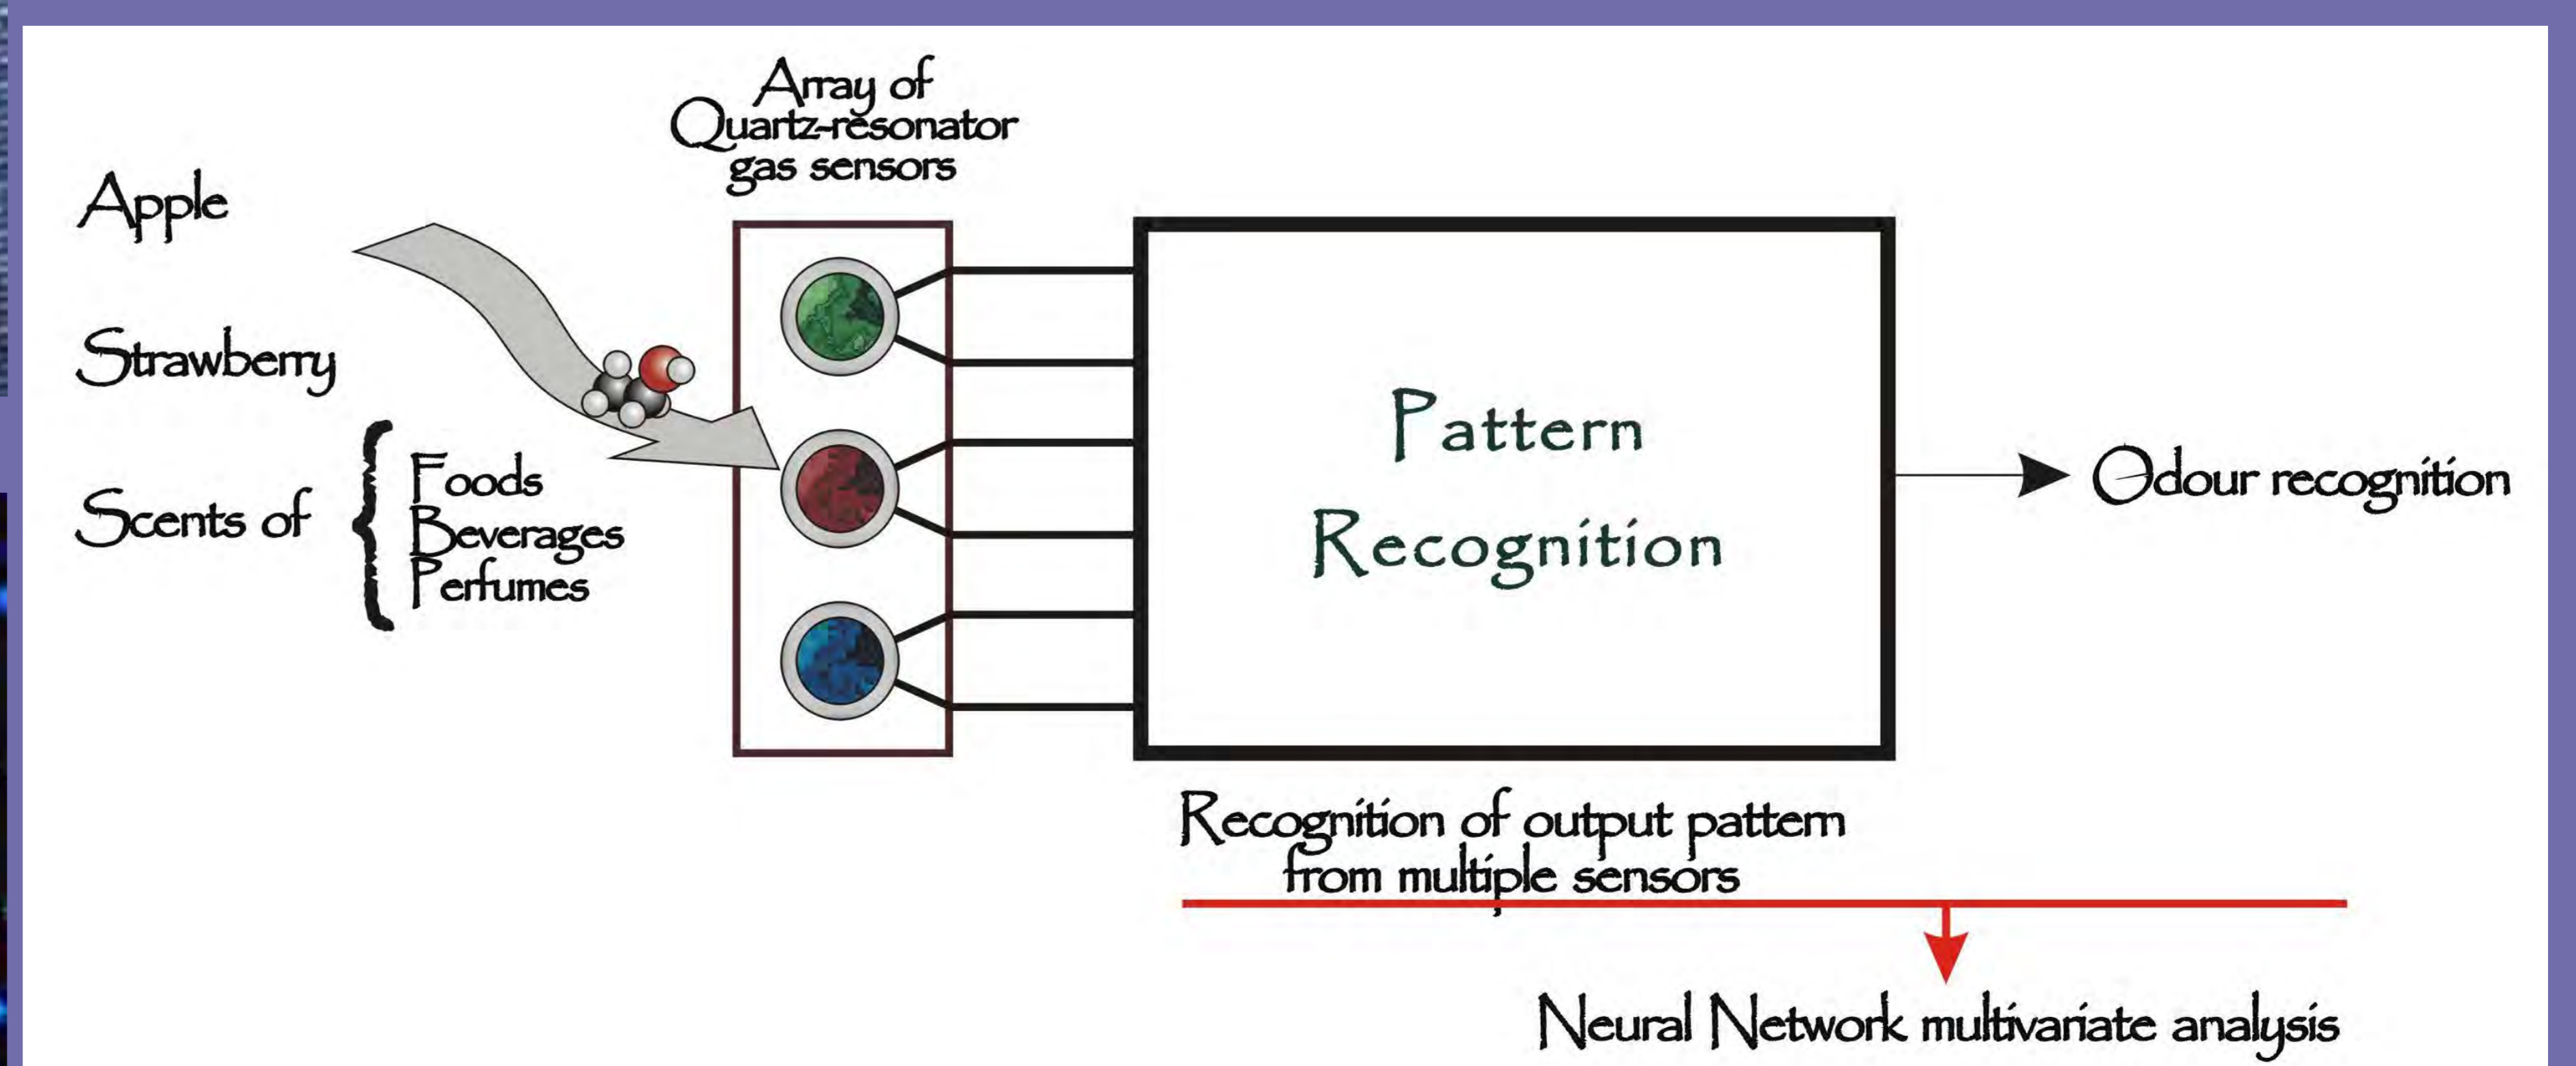 Array of
Quartz-resonator
gas sensors
Apple
Strawberry
Scents of
Foods
Beverages
Perfumes
Pattern
Recognition
Odour recognition
Recognition of output pattern
from multiple sensors
Neural Network multivariate analysis